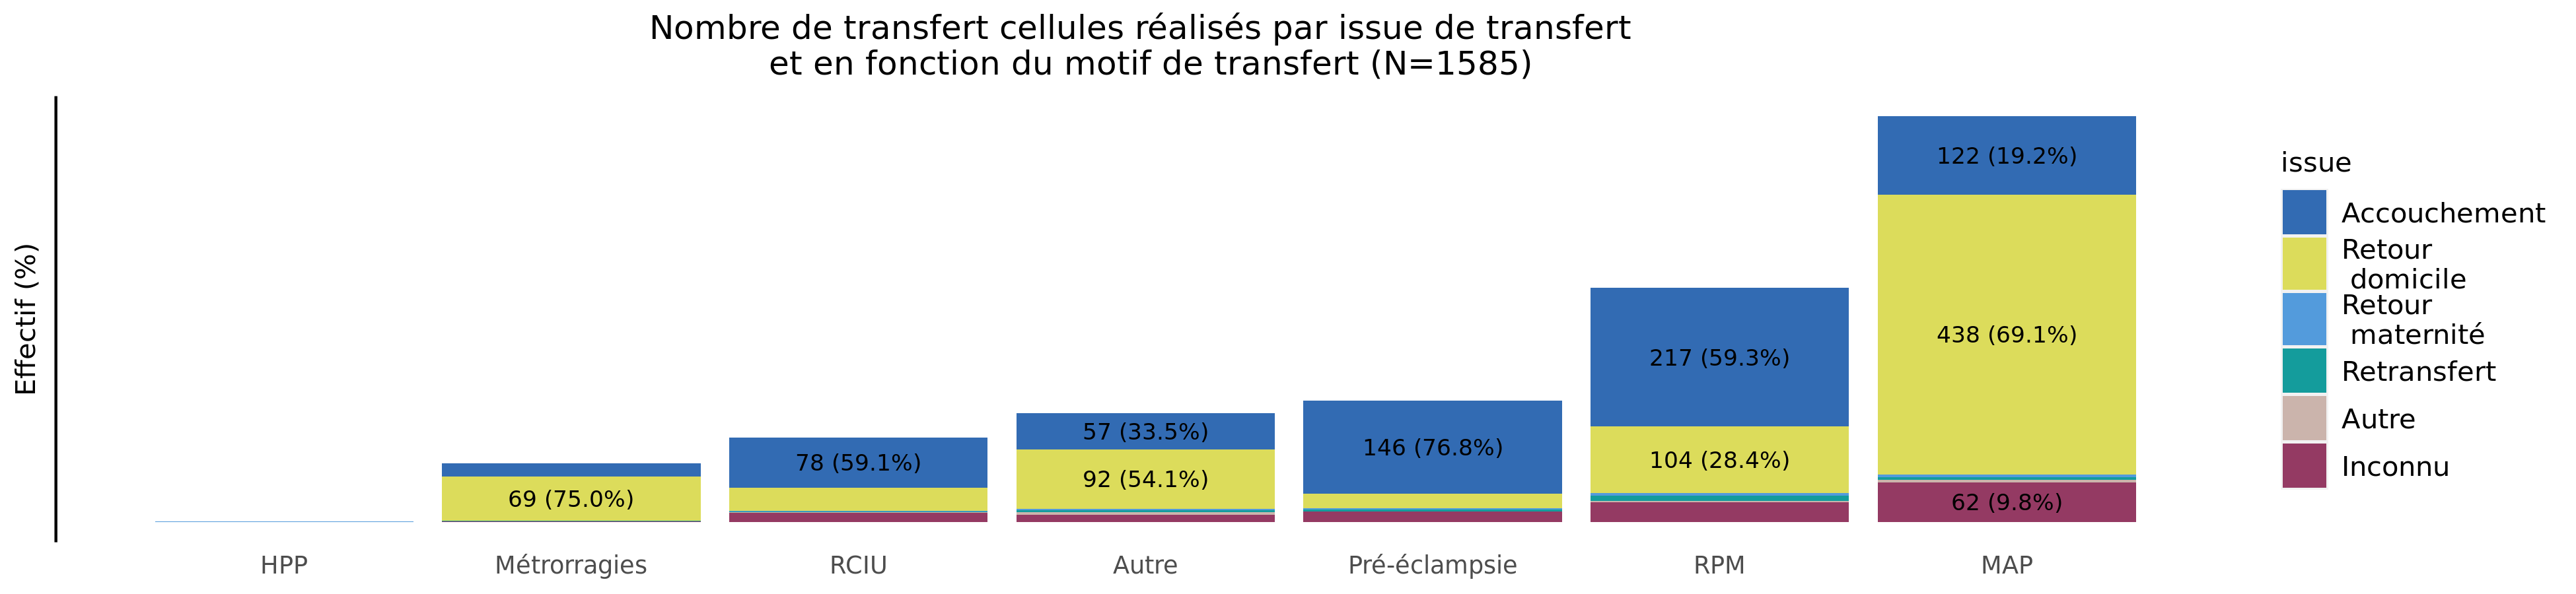 Nombre de transfert cellules réalisés par issue de transfert
et en fonction du motif de transfert (N=1585)
Effectif (%)
69 (75.0%)
78 (59.1%)
57 (33.5%)
92 (54.1%)
146 (76.8%)
217 (59.3%)
104 (28.4%)
122 (19.2%)
438 (69.1%)
62 (9.8%)
HPP
Métrorragies
RCIU
Autre
Pré-éclampsie
RPM
MAP
issue
Accouchement
Retour
domicile
Retour
maternité
Retransfert
Autre
Inconnu